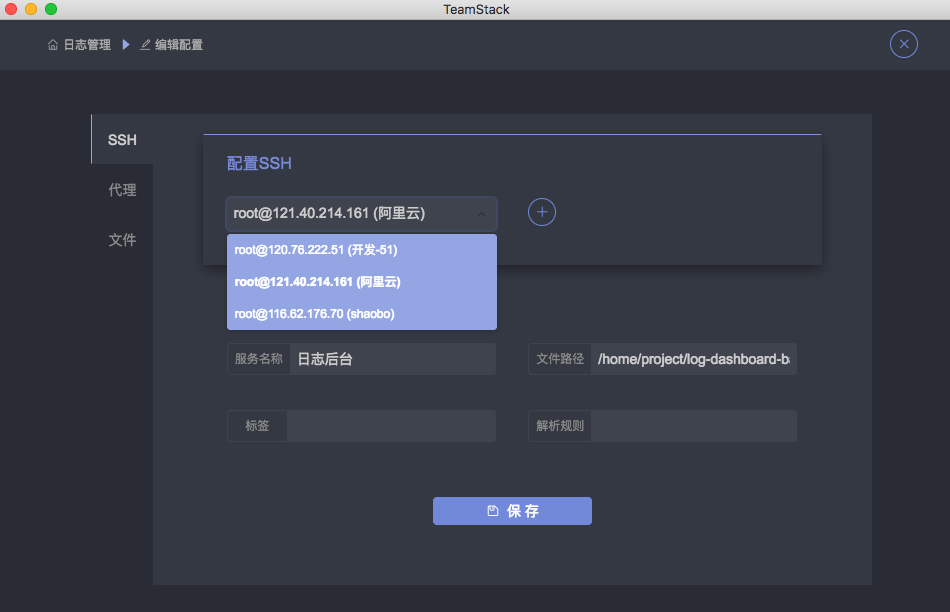 TeamStack
日志管理 编辑配置
SSH
代理
文件
配置SSH
root@121.40.214.161 (阿里云)
root@120.76.222.51 (开发-51)
root@121.40.214.161 (阿里云)
root@116.62.176.70 (shaobo)
服务名称 日志后台
文件路径 /home/project/log-dashboard-ba
标签
解析规则
保 存